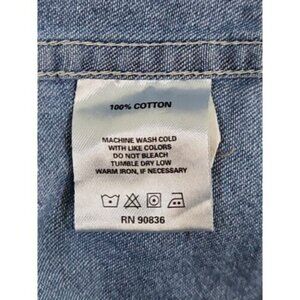 100% COTTON
MACHINE WASH COLD
WITH LIKE COLORS
DO NOT BLEACH
TUMBLE DRY LOW
WARM IRON, IF NECESSARY
RN 90836